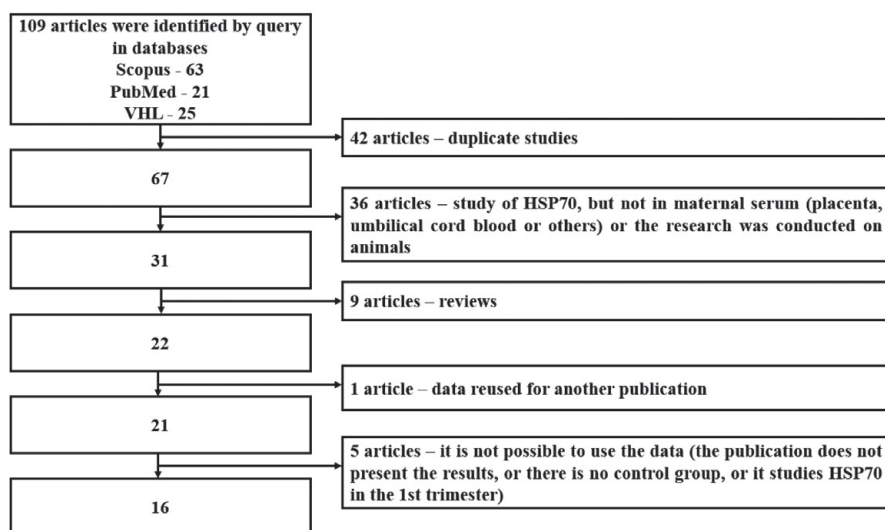 109 articles were identified by query
in databases
Scopus - 63
PubMed - 21
VHL - 25
42 articles – duplicate studies
67
36 articles – study of HSP70, but not in maternal serum (placenta,
umbilical cord blood or others) or the research was conducted on
animals
31
9 articles – reviews
22
1 article – data reused for another publication
21
5 articles – it is not possible to use the data (the publication does not
present the results, or there is no control group, or it studies HSP70
in the 1st trimester)
16